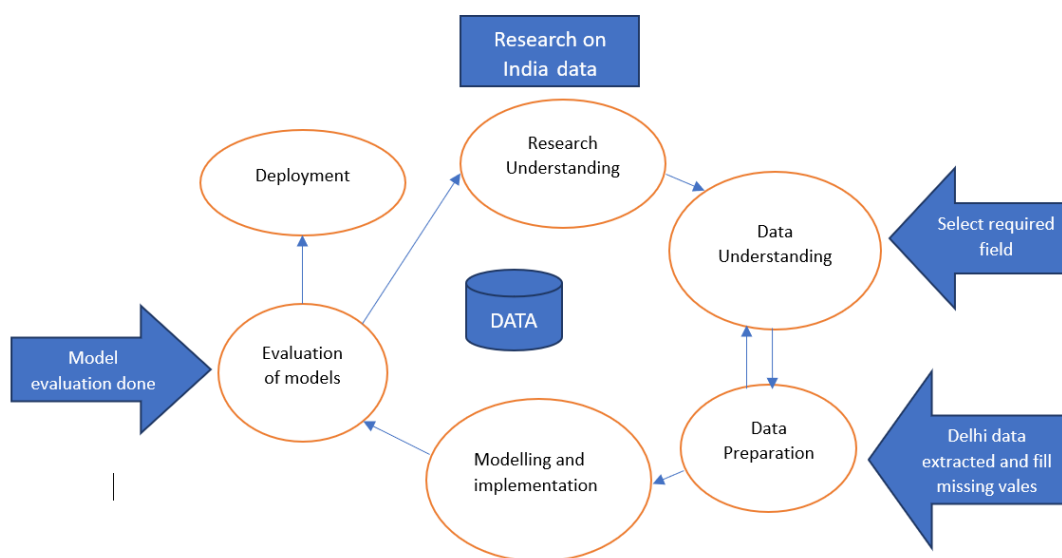 Research on
India data
Research
Understanding
Deployment
Data
Understanding
Select required
field
DATA
Model
evaluation done
Evaluation
of models
Modelling and
implementation
Data
Preparation
Delhi data
extracted and fill
missing vales